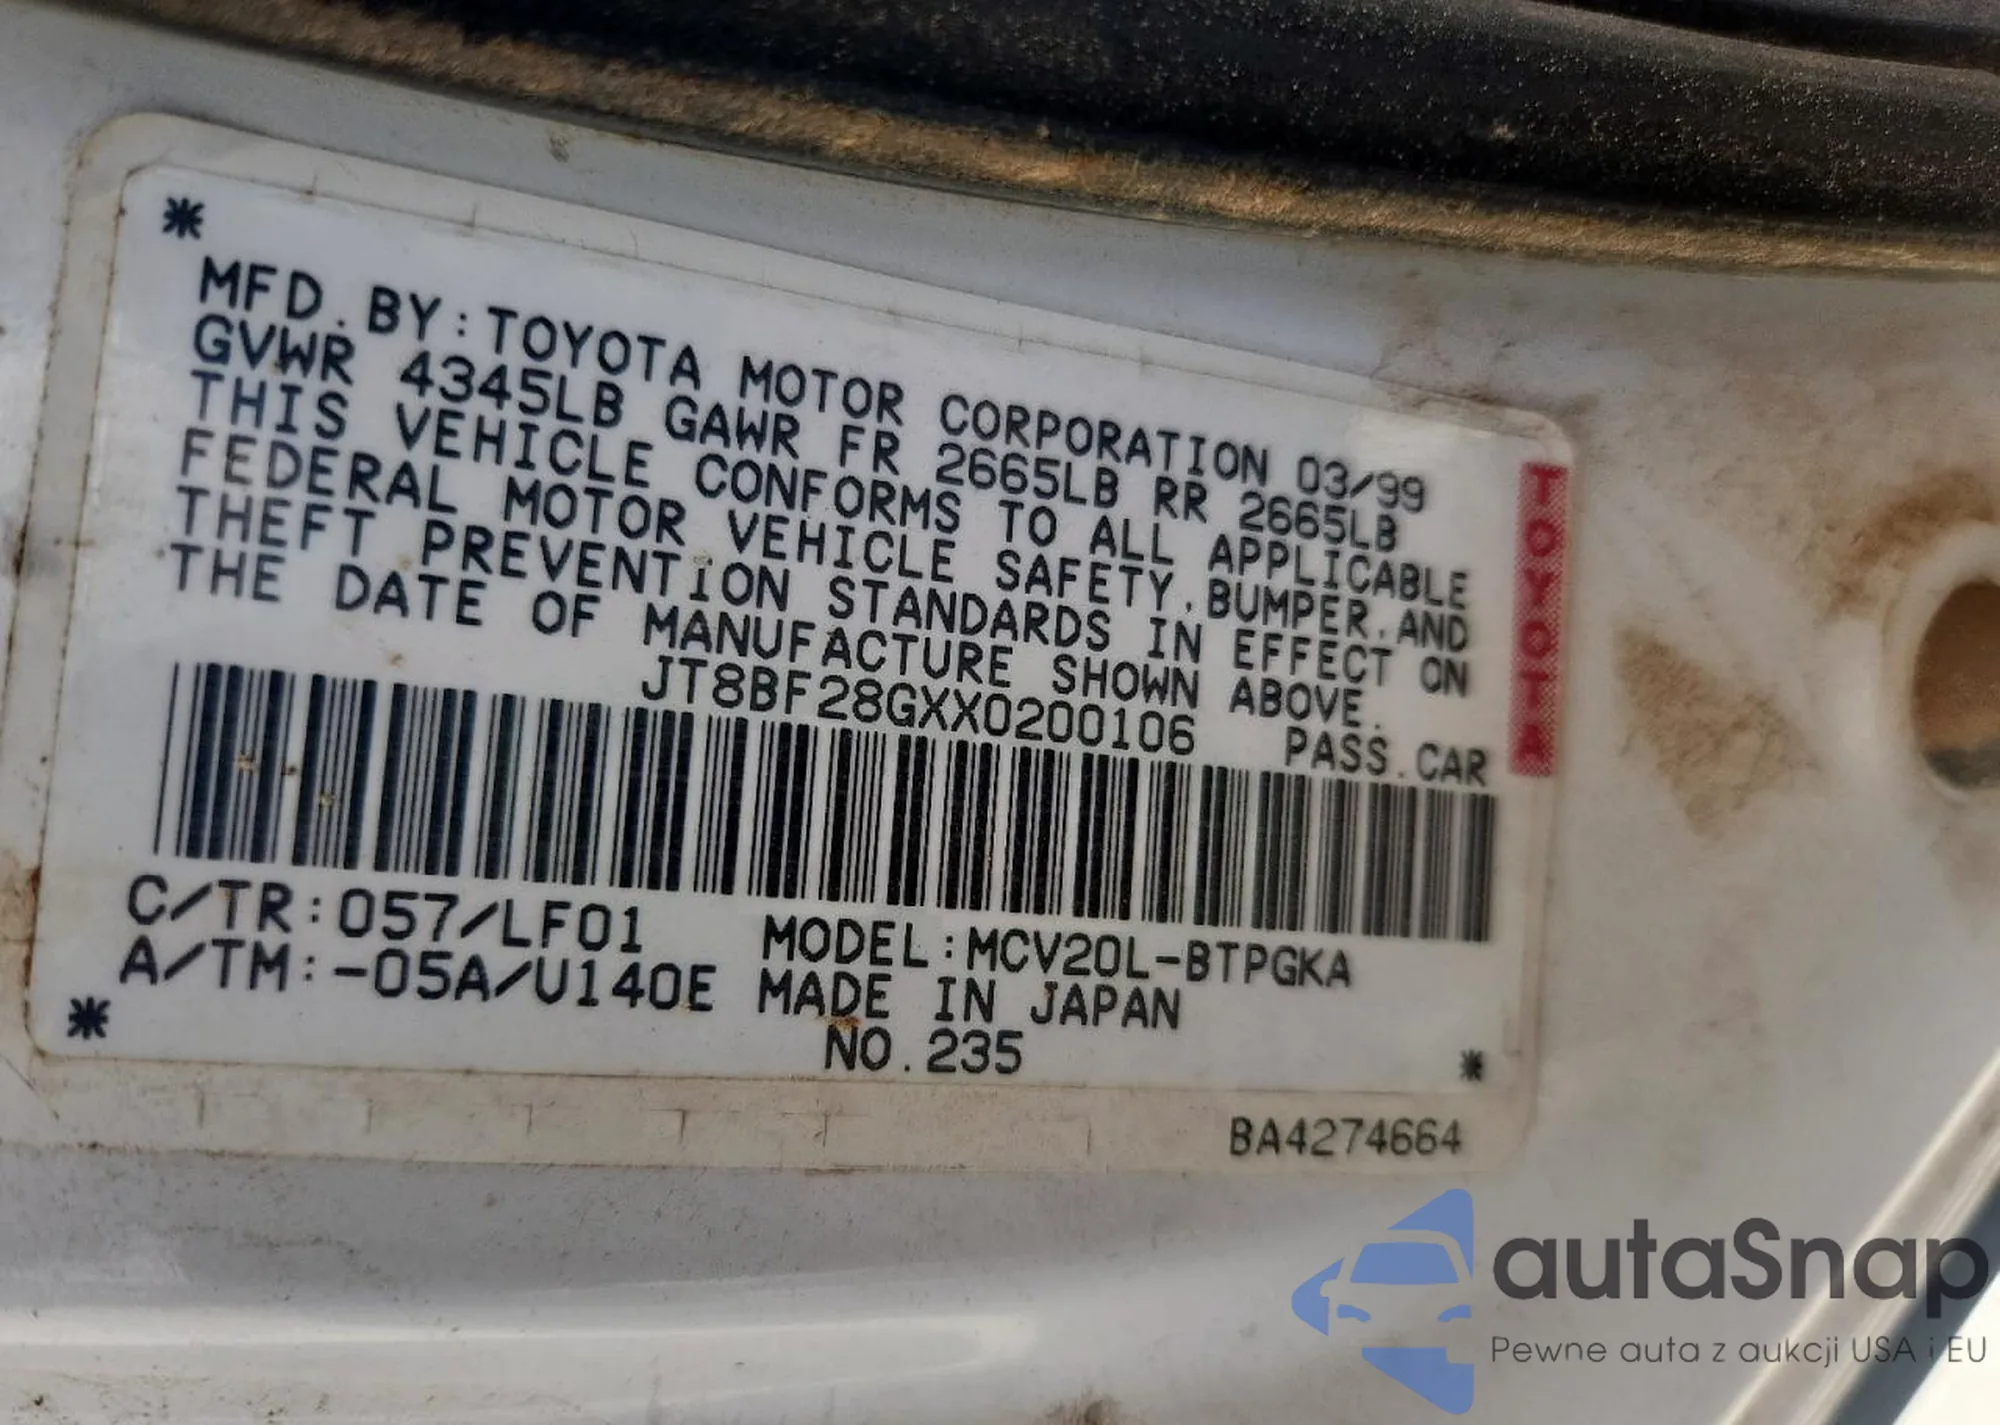 MFD.BY:TOYOTA MOTOR CORPORATION 03/99
GVWR 4345LB GAWR FR 2665LB RR 2665LB
THIS VEHICLE CONFORMS TO ALL APPLICABLE
FEDERAL MOTOR VEHICLE SAFETY,BUMPER,AND
THEFT PREVENTION STANDARDS IN EFFECT ON
THE DATE OF MANUFACTURE SHOWN ABOVE.
JT8BF28GXX0200106 PASS.CAR
C/TR:057/LF01 MODEL:MCV20L-BTPGKA
A/TM:-05A/U140E MADE IN JAPAN
NO.235
TOYOTA
BA4274664
autaSnap
Pewne auta z aukcji USA i EU